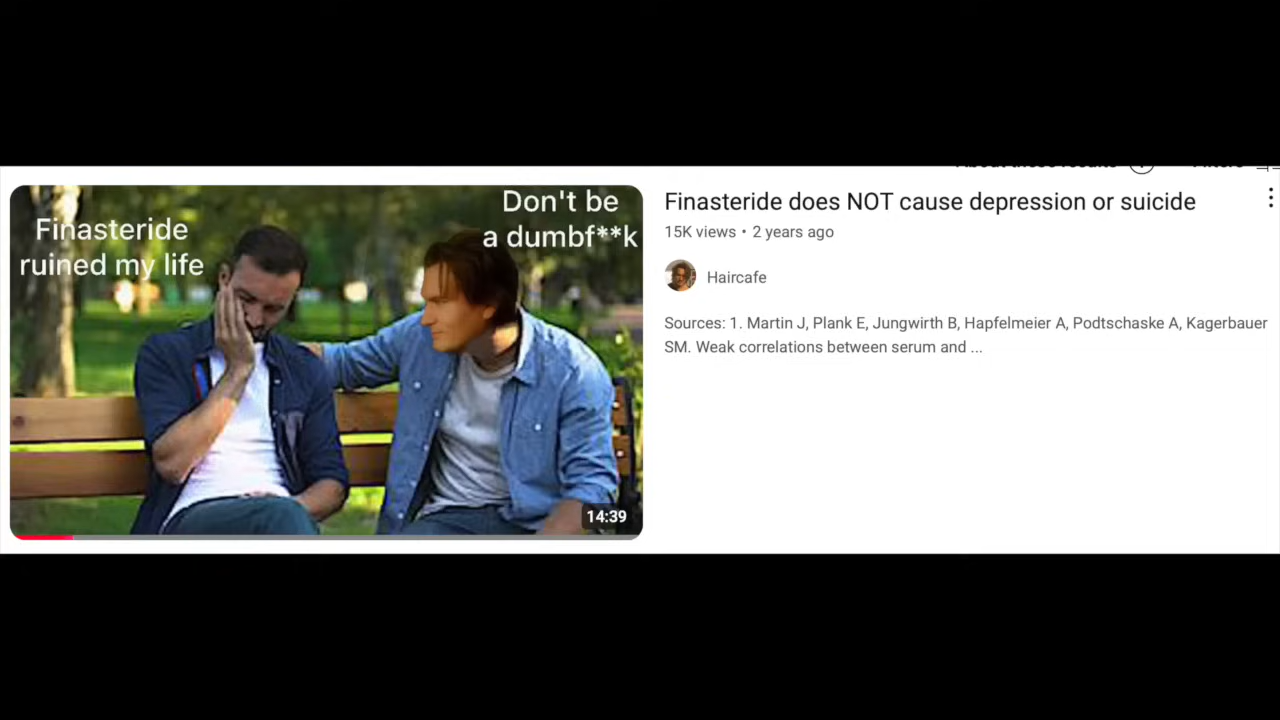 Finasteride
ruined my life
Don't be
a dumbf**k
14:39
Finasteride does NOT cause depression or suicide
15K views • 2 years ago
Haircafe
Sources: 1. Martin J, Plank E, Jungwirth B, Hapfelmeier A, Podtschaske A, Kagerbauer
SM. Weak correlations between serum and ...